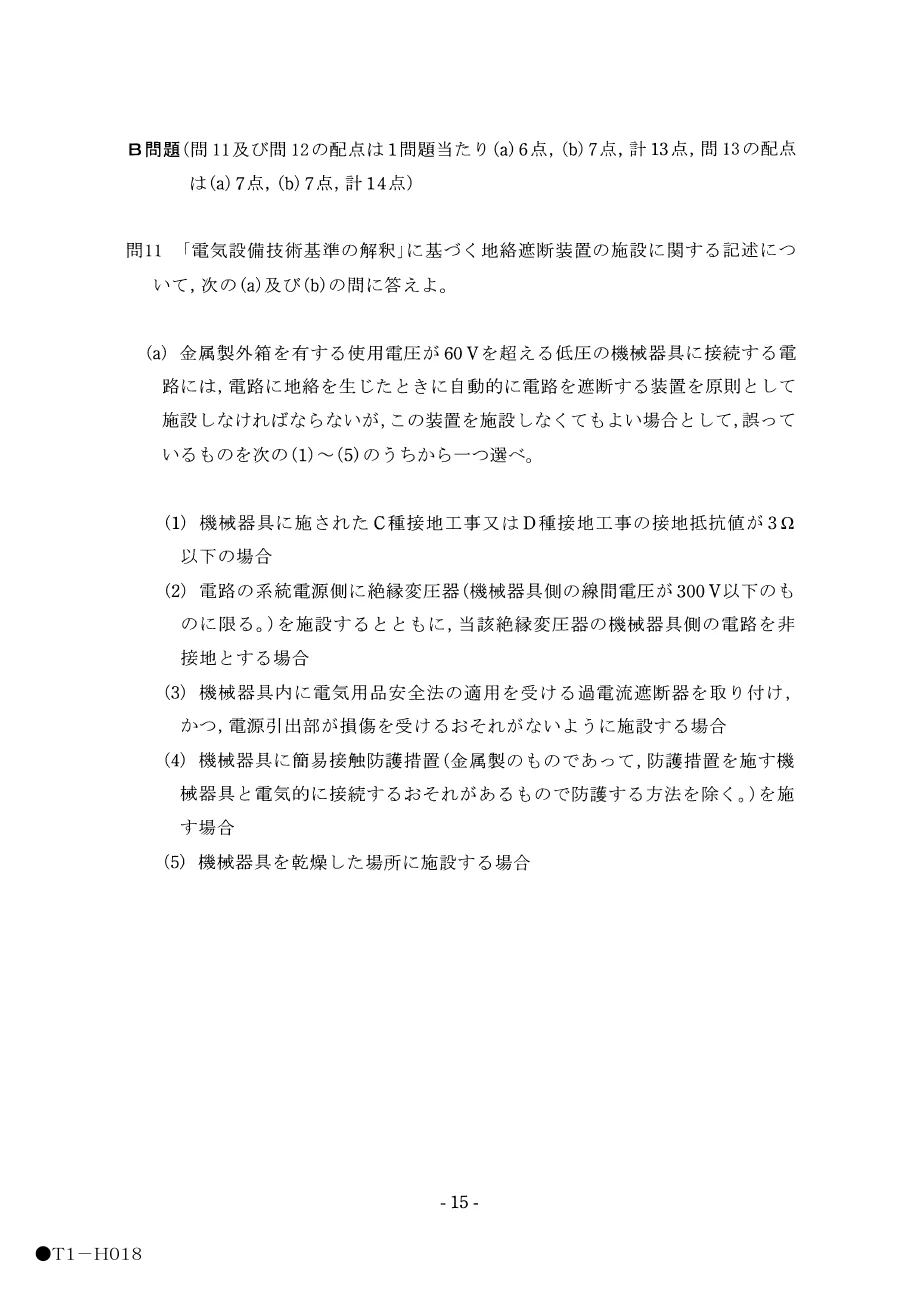 B問題(問11及び問12の配点は1問題当たり(a)6点,(b)7点,計13点,問13の配点
は(a)7点,(b)7点,計14点)
問11 「電気設備技術基準の解釈」に基づく地絡遮断装置の施設に関する記述につ
いて,次の(a)及び(b)の問に答えよ。
(a) 金属製外箱を有する使用電圧が60Vを超える低圧の機械器具に接続する電
路には,電路に地絡を生じたときに自動的に電路を遮断する装置を原則として
施設しなければならないが,この装置を施設しなくてもよい場合として,誤って
いるものを次の(1)～(5)のうちから一つ選べ。
(1) 機械器具に施されたC種接地工事又はD種接地工事の接地抵抗値が3Ω
以下の場合
(2) 電路の系統電源側に絶縁変圧器(機械器具側の線間電圧が300V以下のも
のに限る。)を施設するとともに,当該絶縁変圧器の機械器具側の電路を非
接地とする場合
(3) 機械器具内に電気用品安全法の適用を受ける過電流遮断器を取り付け,
かつ,電源引出部が損傷を受けるおそれがないように施設する場合
(4) 機械器具に簡易接触防護措置(金属製のものであって,防護措置を施す機
械器具と電気的に接続するおそれがあるもので防護する方法を除く。)を施
す場合
(5) 機械器具を乾燥した場所に施設する場合
- 15 -
●T1-H018